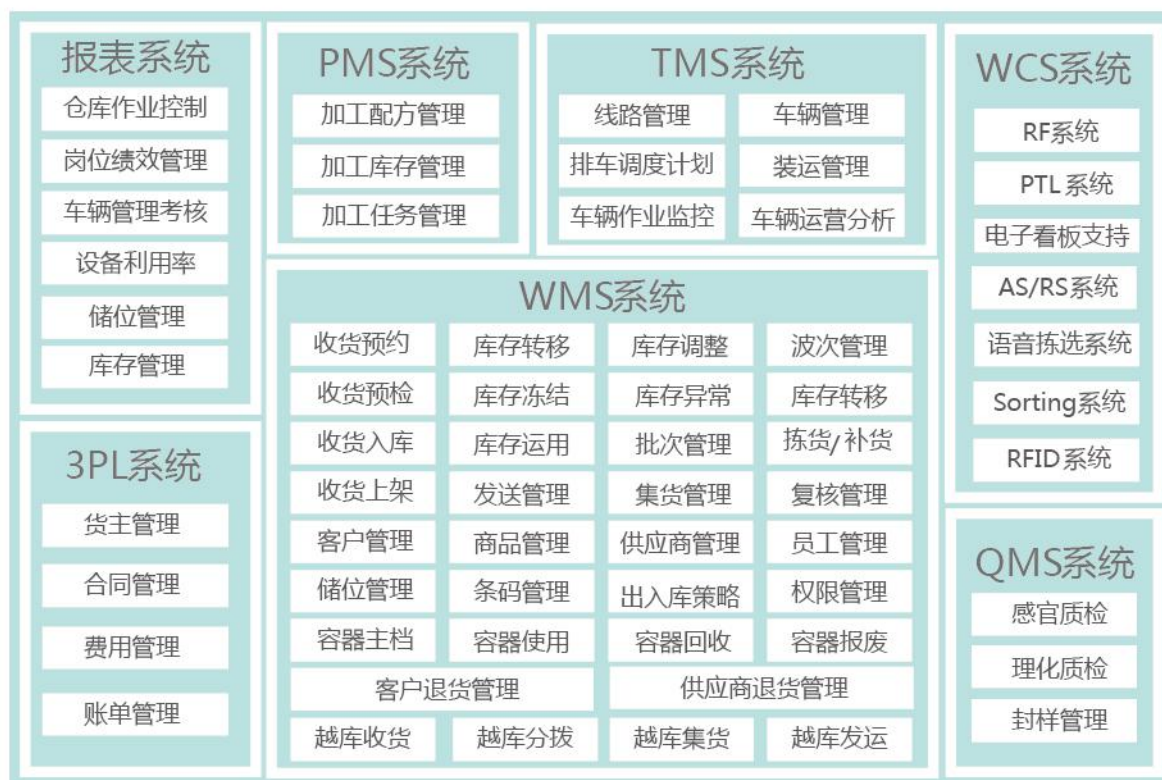 报表系统
仓库作业控制
岗位绩效管理
车辆管理考核
设备利用率
储位管理
库存管理
PMS系统
加工配方管理
加工库存管理
加工任务管理
TMS系统
线路管理 车辆管理
排车调度计划 装运管理
车辆作业监控 车辆运营分析
WCS系统
RF系统
PTL系统
电子看板支持
AS/RS系统
语音拣选系统
Sorting系统
RFID系统
3PL系统
货主管理
合同管理
费用管理
账单管理
WMS系统
收货预约 库存转移 库存调整 波次管理
收货预检 库存冻结 库存异常 库存转移
收货入库 库存运用 批次管理 拣货/补货
收货上架 发送管理 集货管理 复核管理
客户管理 商品管理 供应商管理 员工管理
储位管理 条码管理 出入库策略 权限管理
容器主档 容器使用 容器回收 容器报废
客户退货管理 供应商退货管理
越库收货 越库分拨 越库集货 越库发运
QMS系统
感官质检
理化质检
封样管理